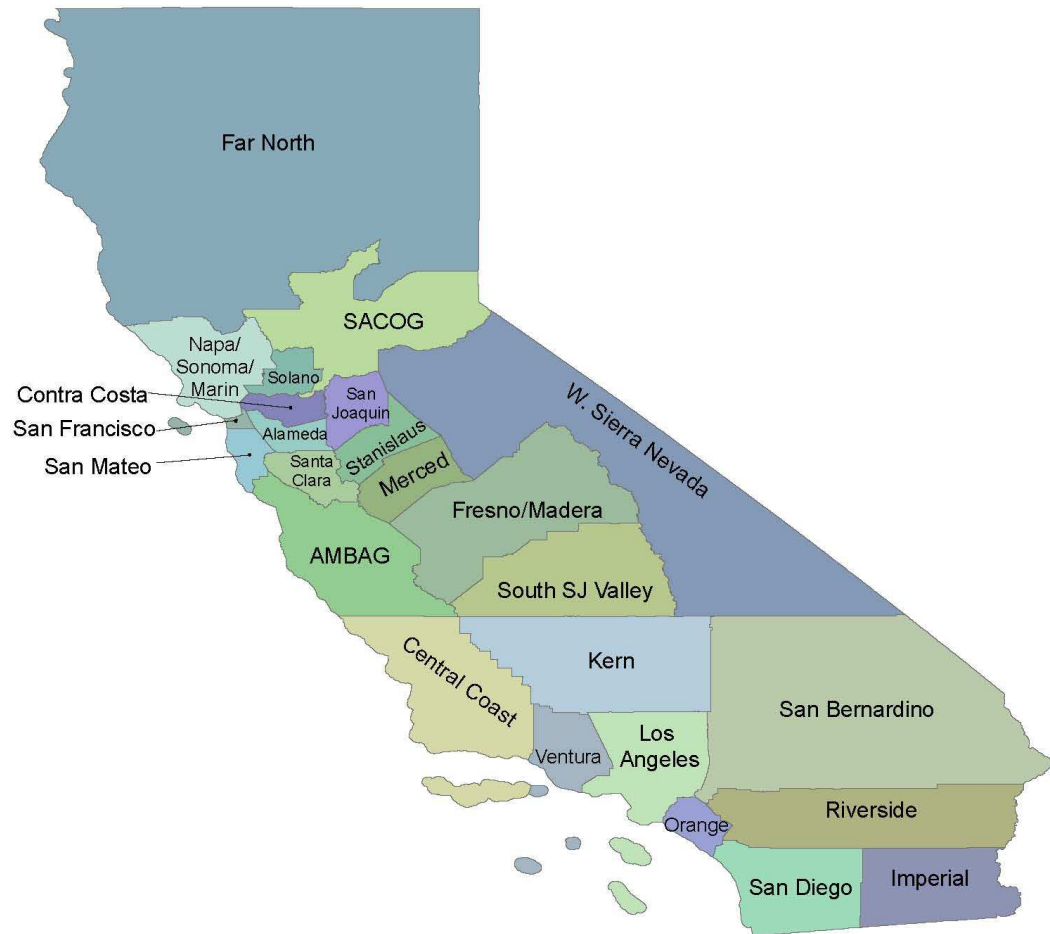 Far North
SACOG
Napa/
Sonoma/
Marin
Solano
Contra Costa
San
Joaquin
San Francisco
Alameda
San Mateo
Santa
Clara
Stanislaus
Merced
W. Sierra Nevada
Fresno/Madera
AMBAG
South SJ Valley
Central Coast
Kern
San Bernardino
Ventura
Los
Angeles
Orange
Riverside
San Diego
Imperial